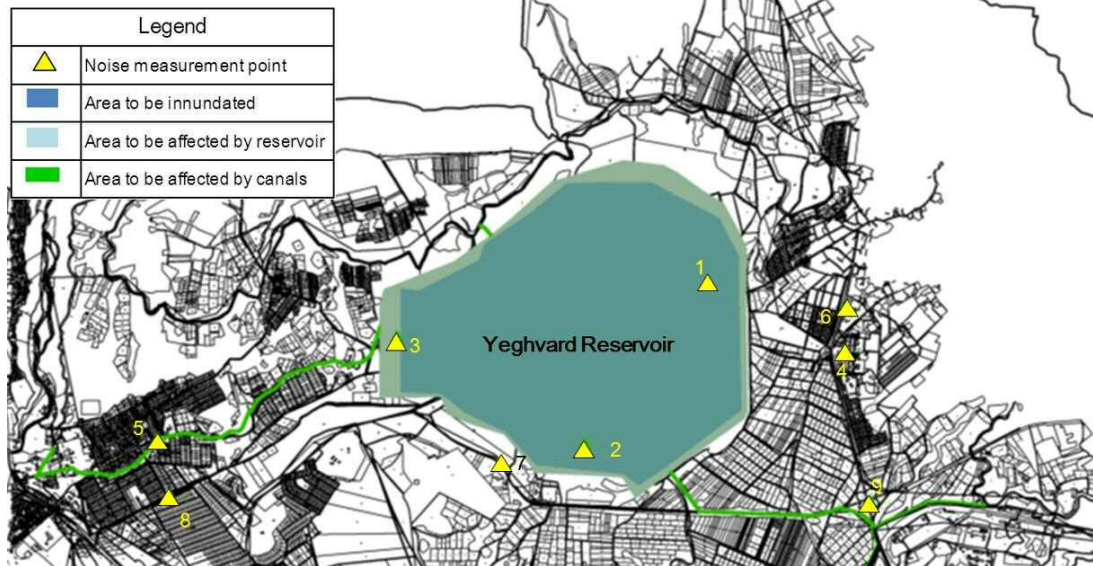 Legend
Noise measurement point
Area to be innundated
Area to be affected by reservoir
Area to be affected by canals
1
6
3
Yeghvard Reservoir
4
5
2
7
8
9